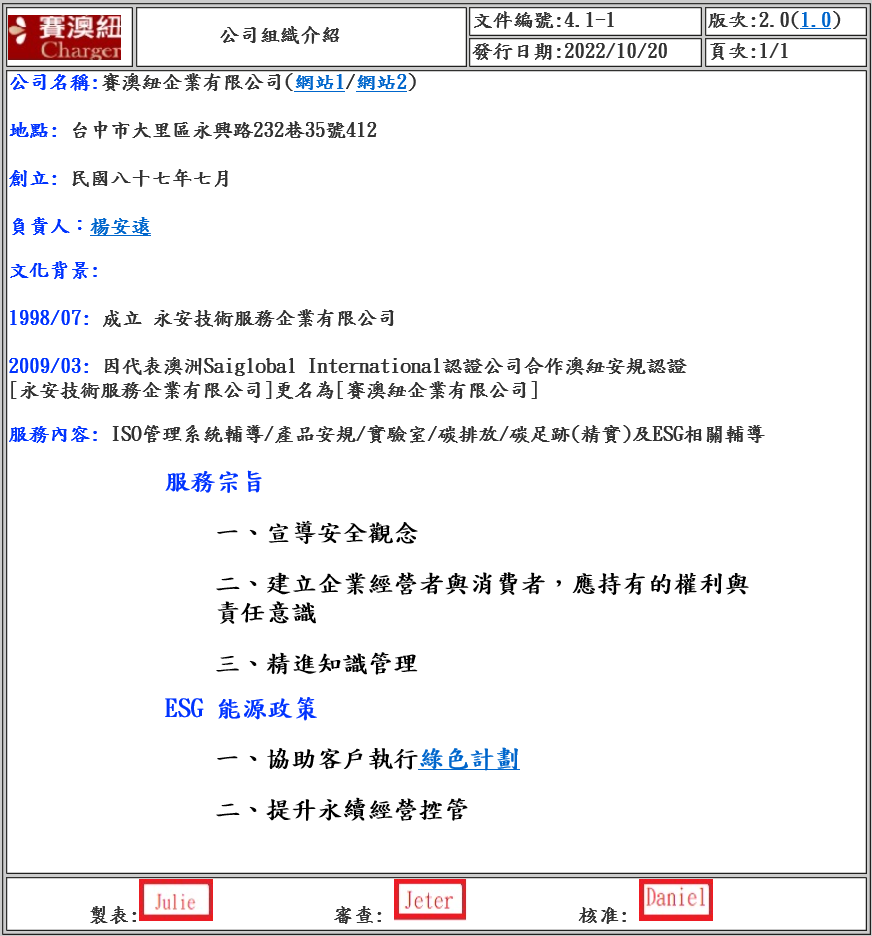 賽澳紐
Charger
公司組織介紹
文件編號:4.1-1
版次:2.0(1.0)
發行日期:2022/10/20
頁次:1/1
公司名稱:賽澳紐企業有限公司(網站1/網站2)
地點: 台中市大里區永興路232巷35號412
創立: 民國八十七年七月
負責人：楊安遠
文化背景:
1998/07: 成立 永安技術服務企業有限公司
2009/03: 因代表澳洲Saiglobal International認證公司合作澳紐安規認證
[永安技術服務企業有限公司]更名為[賽澳紐企業有限公司]
服務內容: ISO管理系統輔導/產品安規/實驗室/碳排放/碳足跡(精實)及ESG相關輔導
服務宗旨
一、宣導安全觀念
二、建立企業經營者與消費者，應持有的權利與
責任意識
三、精進知識管理
ESG 能源政策
一、協助客戶執行綠色計劃
二、提升永續經營控管
製表: Julie
審查: Jeter
核准: Daniel